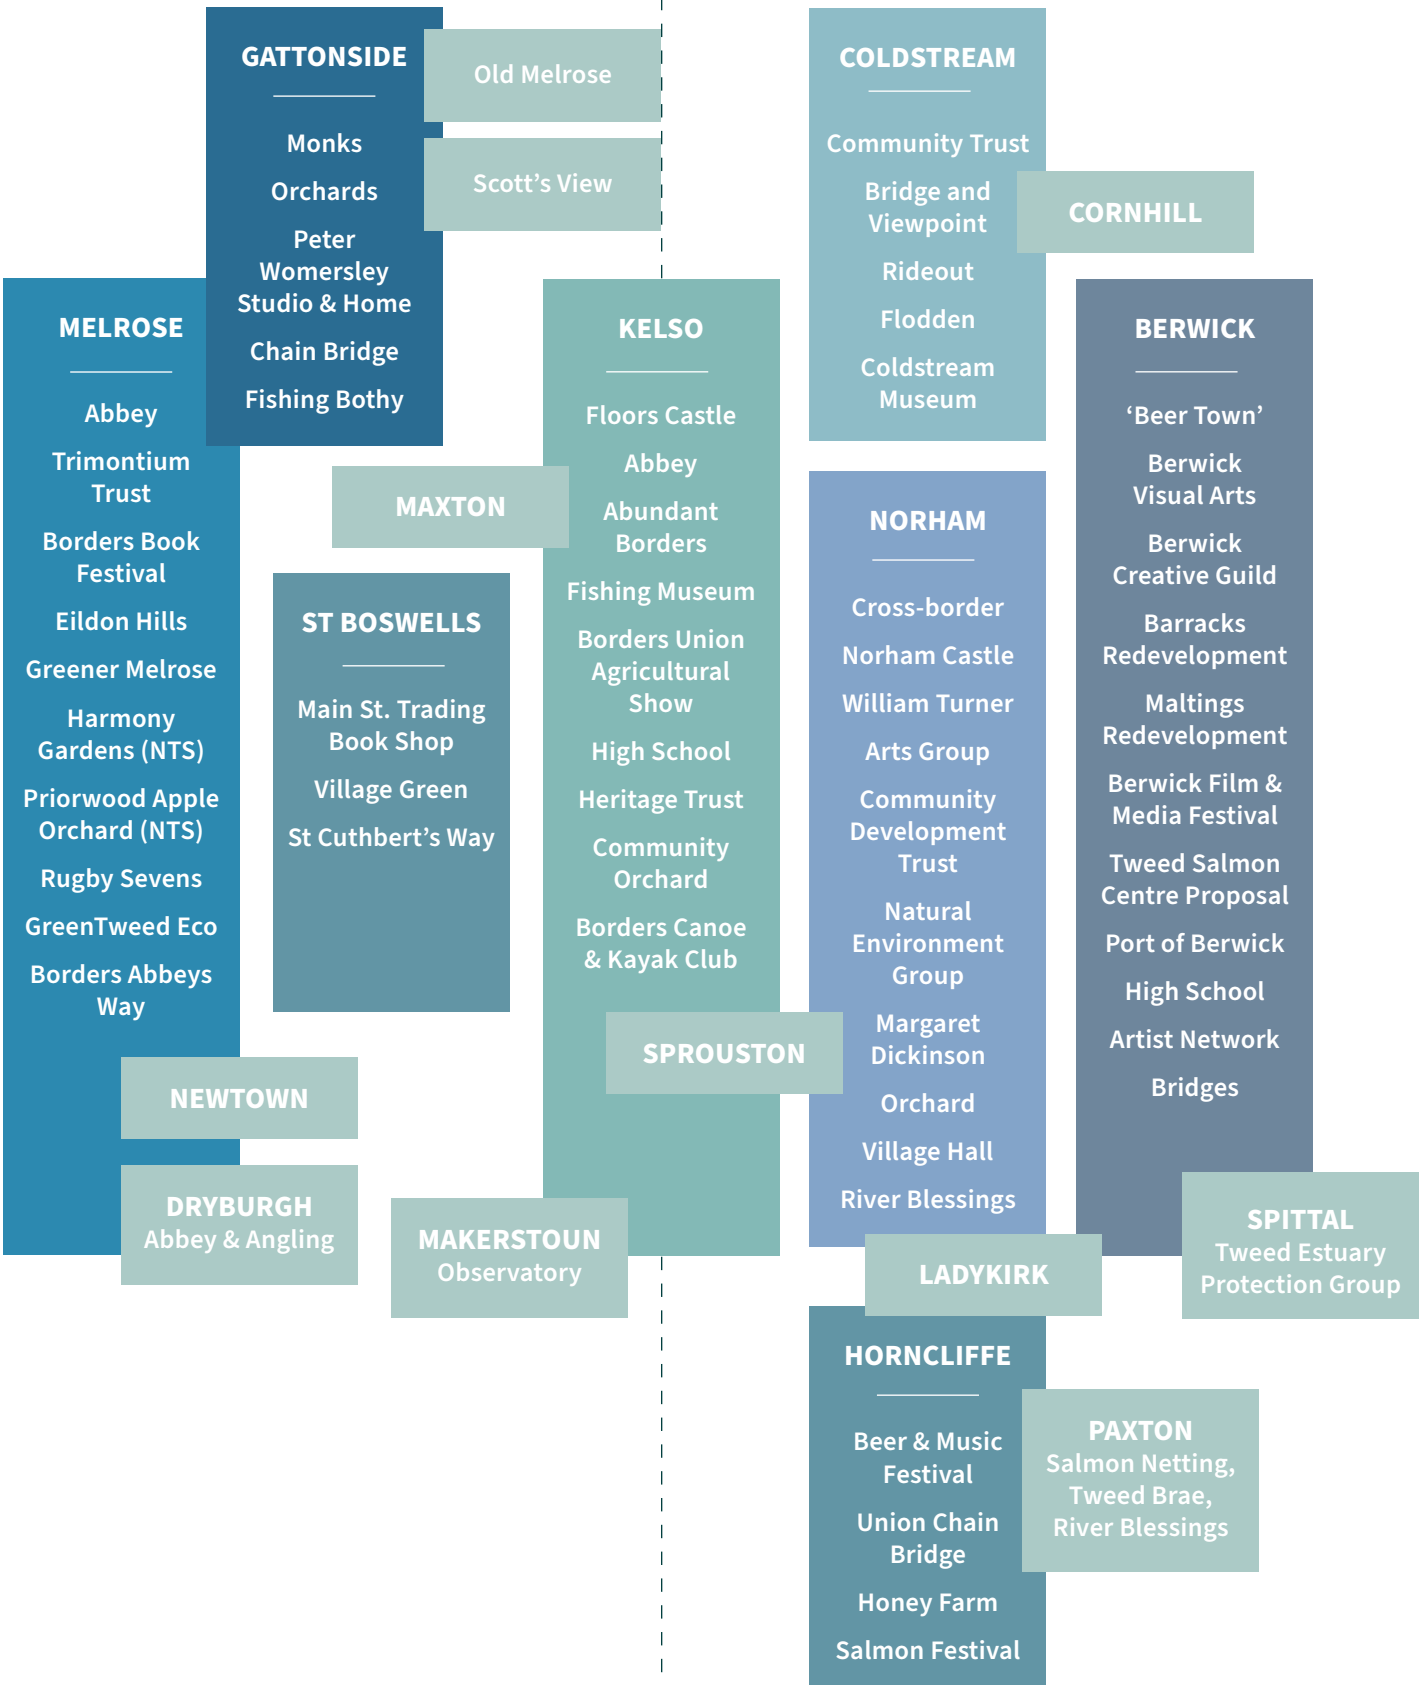 GATTONSIDE
Monks
Orchards
Peter
Womersley
Studio & Home
Chain Bridge
Fishing Bothy
Old Melrose
Scott’s View
MELROSE
Abbey
Trimontium
Trust
Borders Book
Festival
Eildon Hills
Greener Melrose
Harmony
Gardens (NTS)
Priorwood Apple
Orchard (NTS)
Rugby Sevens
GreenTweed Eco
Borders Abbeys
Way
NEWTOWN
DRYBURGH
Abbey & Angling
MAXTON
ST BOSWELLS
Main St. Trading
Book Shop
Village Green
St Cuthbert’s Way
MAKERSTOUN
Observatory
KELSO
Floors Castle
Abbey
Abundant
Borders
Fishing Museum
Borders Union
Agricultural
Show
High School
Heritage Trust
Community
Orchard
Borders Canoe
& Kayak Club
SPROUSTON
COLDSTREAM
Community Trust
Bridge and
Viewpoint
Rideout
Flodden
Coldstream
Museum
CORNHILL
NORHAM
Cross-border
Norham Castle
William Turner
Arts Group
Community
Development
Trust
Natural
Environment
Group
Margaret
Dickinson
Orchard
Village Hall
River Blessings
LADYKIRK
HORNCLIFFE
Beer & Music
Festival
Union Chain
Bridge
Honey Farm
Salmon Festival
PAXTON
Salmon Netting,
Tweed Brae,
River Blessings
BERWICK
‘Beer Town’
Berwick
Visual Arts
Berwick
Creative Guild
Barracks
Redevelopment
Maltings
Redevelopment
Berwick Film &
Media Festival
Tweed Salmon
Centre Proposal
Port of Berwick
High School
Artist Network
Bridges
SPITTAL
Tweed Estuary
Protection Group